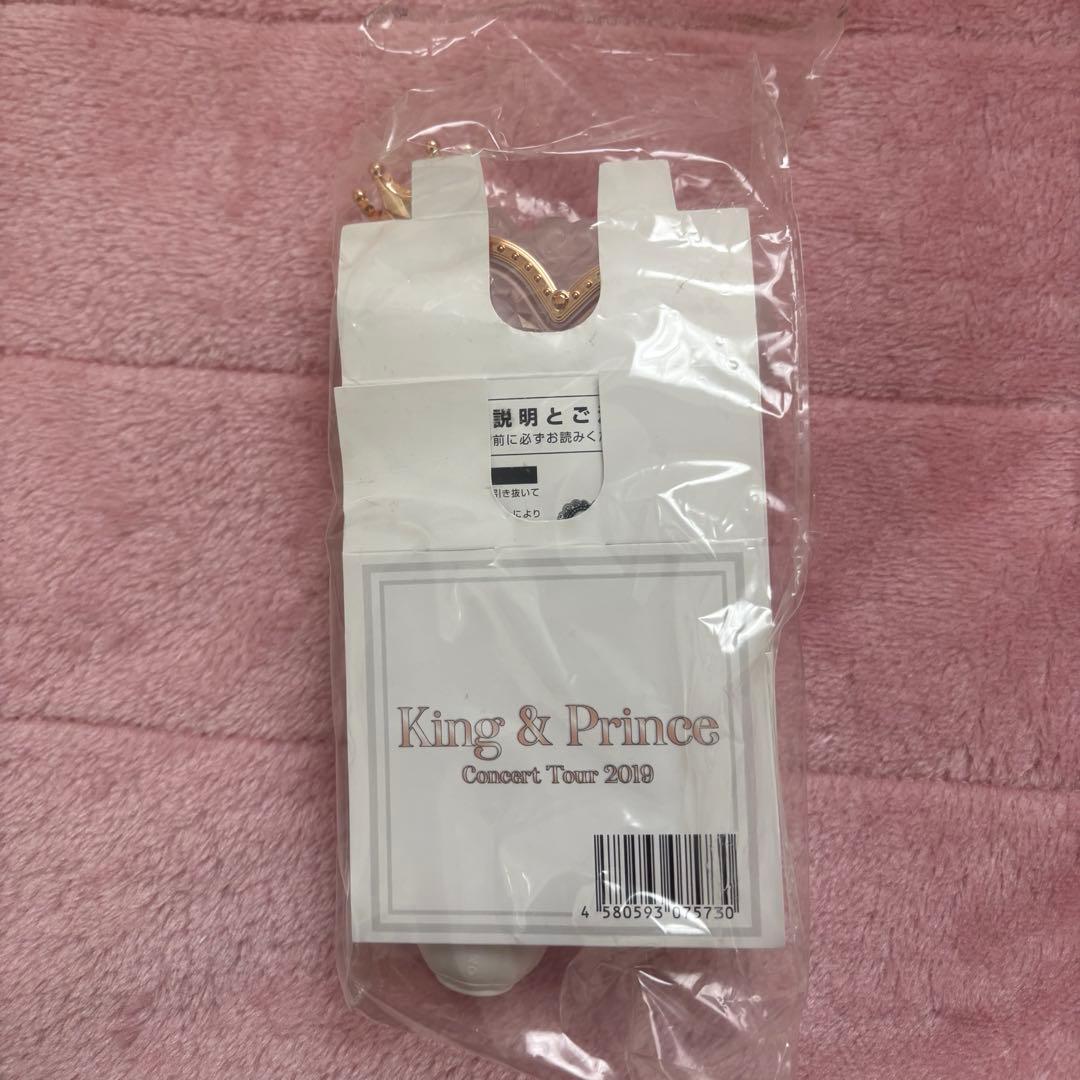 説明とご
前に必ずお読みくだ
引き抜いて
により
King & Prince
Concert Tour 2019
4 580593 075730